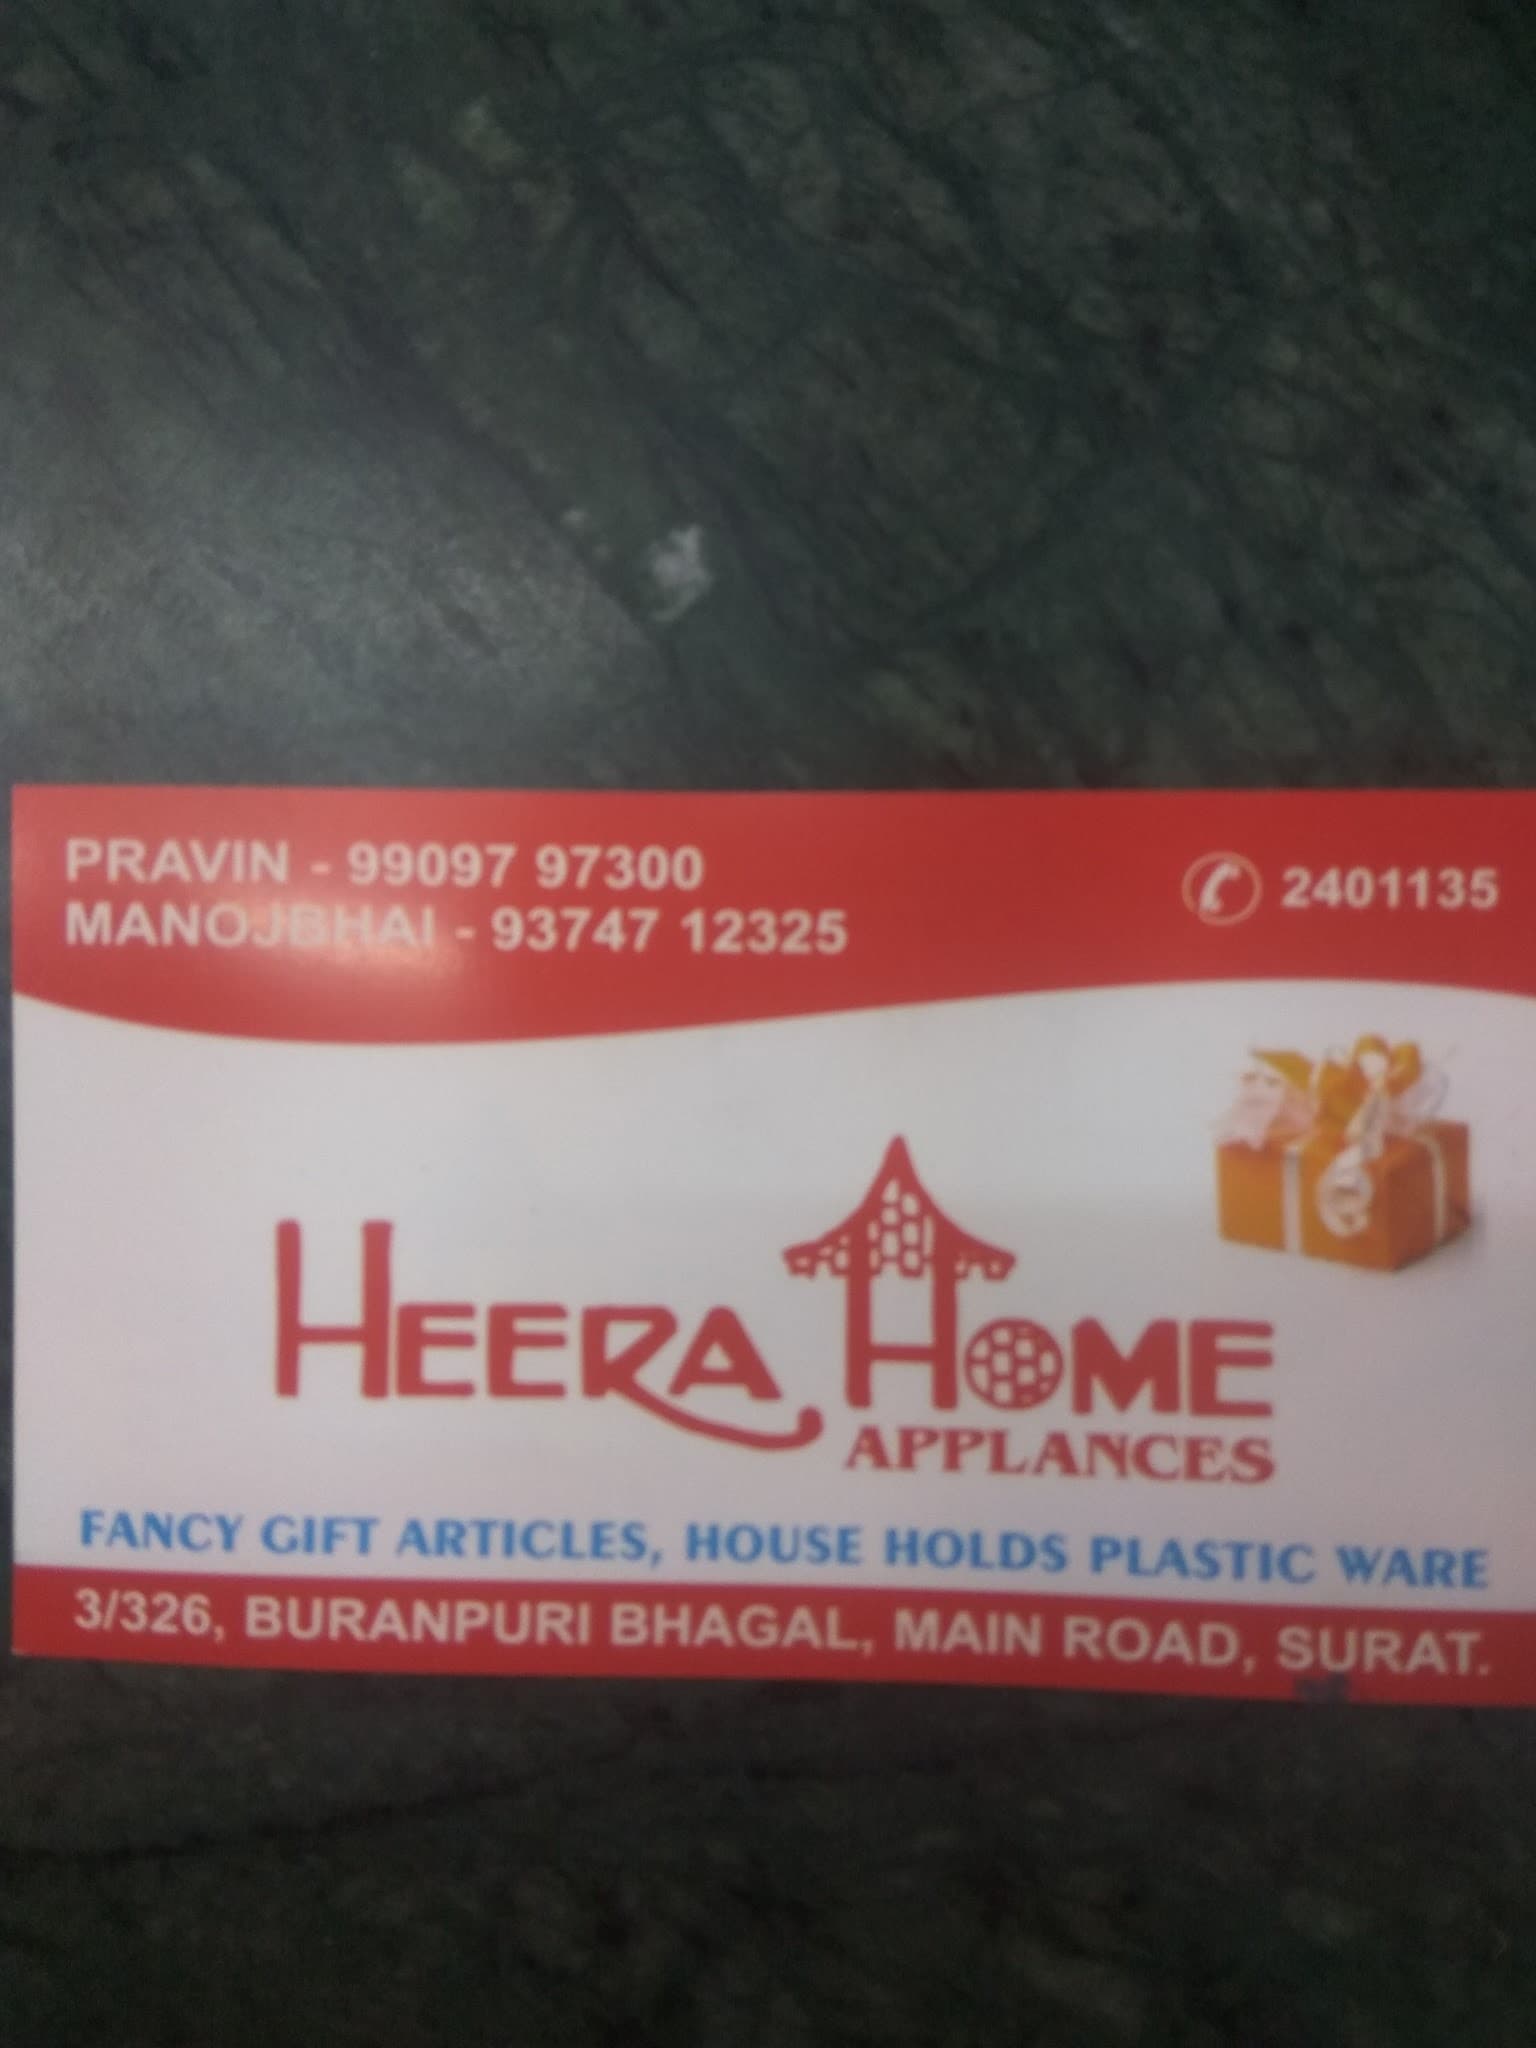 PRAVIN - 99097 97300
MANOJBHAI - 93747 12325
2401135
HEERA HOME
APPLANCES
FANCY GIFT ARTICLES, HOUSE HOLDS PLASTIC WARE
3/326, BURANPURI BHAGAL, MAIN ROAD, SURAT.